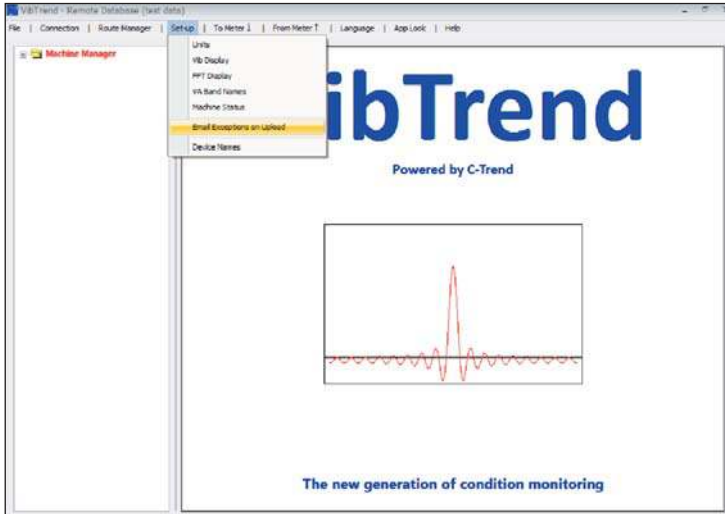 VibTrend - Remote Database (test data)
File | Connection | Route Manager | Set-up | To Meter ↓ | From Meter ↑ | Language | App Look | Help
Machine Manager
Units
Vib Display
FFT Display
VA Band Names
Machine Status
Email Exceptions on Upload
Device Names
ibTrend
Powered by C-Trend
The new generation of condition monitoring